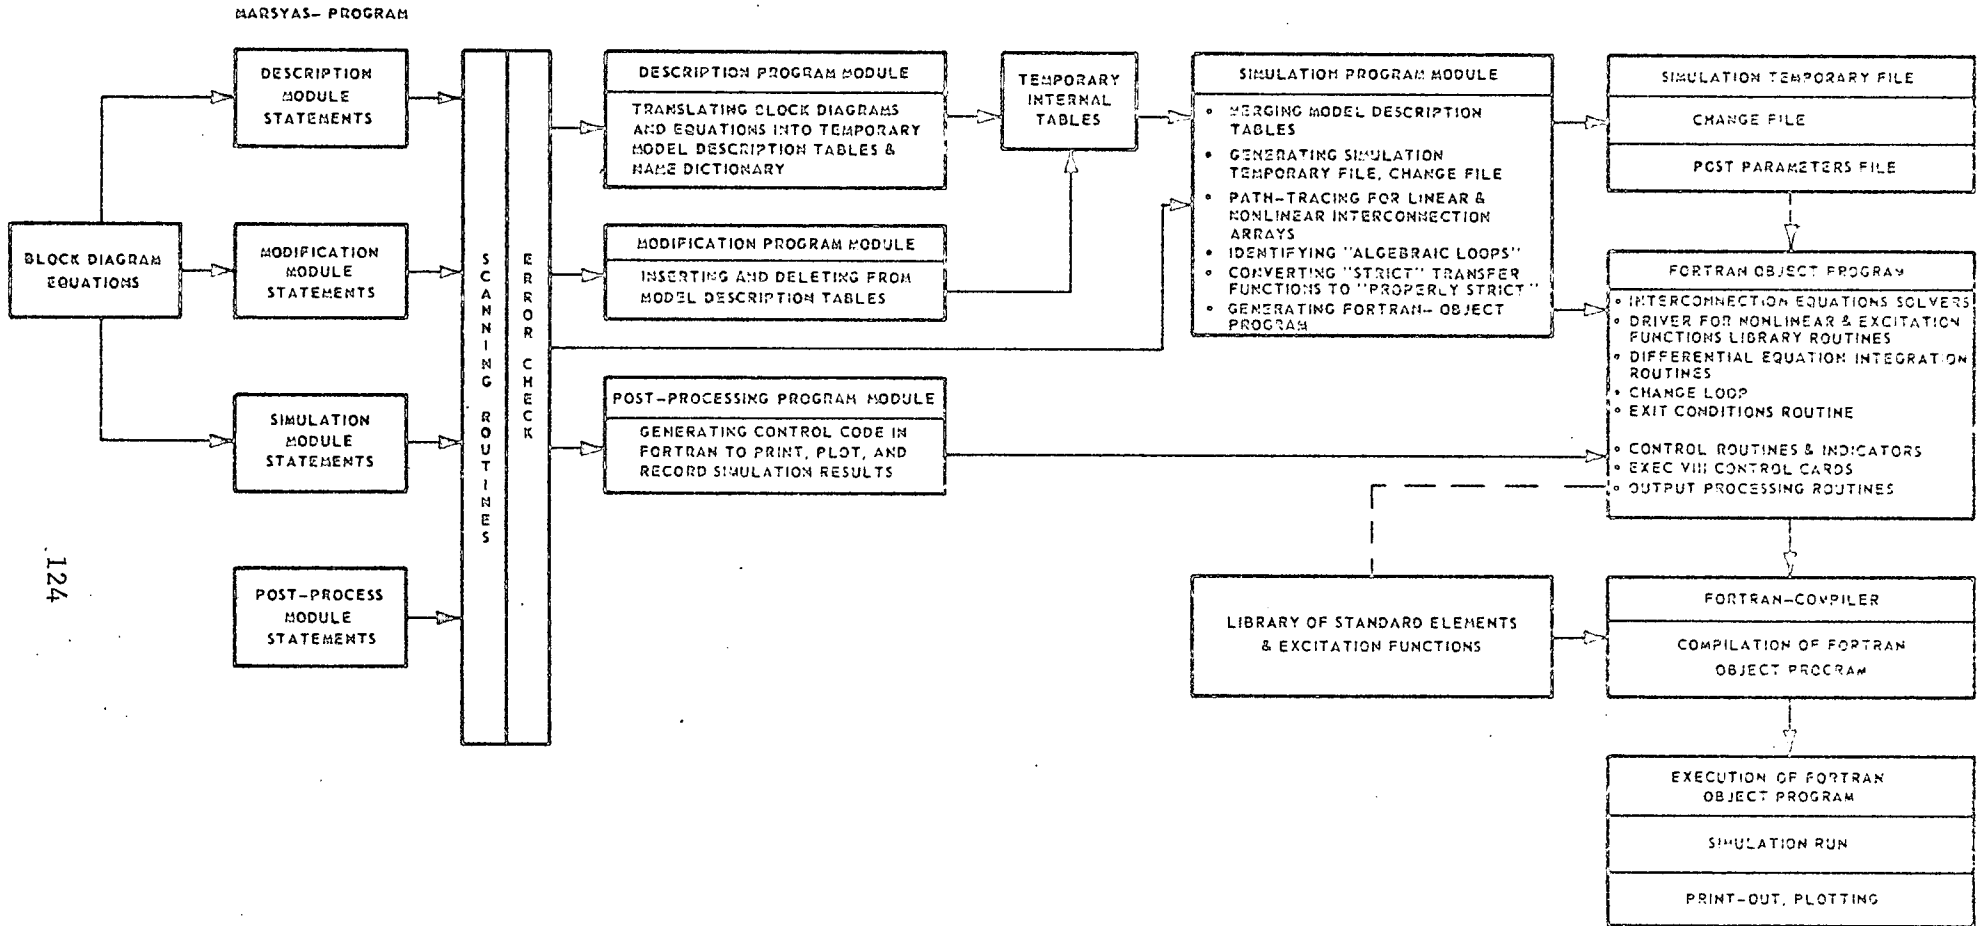 MARSYAS- PROGRAM
BLOCK DIAGRAM
EQUATIONS
DESCRIPTION
MODULE
STATEMENTS
MODIFICATION
MODULE
STATEMENTS
SIMULATION
MODULE
STATEMENTS
POST-PROCESS
MODULE
STATEMENTS
SCANNING ROUTINES
ERROR CHECK
DESCRIPTION PROGRAM MODULE
TRANSLATING BLOCK DIAGRAMS
AND EQUATIONS INTO TEMPORARY
MODEL DESCRIPTION TABLES &
NAME DICTIONARY
MODIFICATION PROGRAM MODULE
INSERTING AND DELETING FROM
MODEL DESCRIPTION TABLES
POST-PROCESSING PROGRAM MODULE
GENERATING CONTROL CODE IN
FORTRAN TO PRINT, PLOT, AND
RECORD SIMULATION RESULTS
TEMPORARY
INTERNAL
TABLES
SIMULATION PROGRAM MODULE
• MERGING MODEL DESCRIPTION
TABLES
• GENERATING SIMULATION
TEMPORARY FILE, CHANGE FILE
• PATH-TRACING FOR LINEAR &
NONLINEAR INTERCONNECTION
ARRAYS
• IDENTIFYING "ALGEBRAIC LOOPS"
• CONVERTING "STRICT" TRANSFER
FUNCTIONS TO "PROPERLY STRICT"
• GENERATING FORTRAN- OBJECT
PROGRAM
LIBRARY OF STANDARD ELEMENTS
& EXCITATION FUNCTIONS
SIMULATION TEMPORARY FILE
CHANGE FILE
POST PARAMETERS FILE
FORTRAN OBJECT PROGRAM
• INTERCONNECTION EQUATIONS SOLVERS
• DRIVER FOR NONLINEAR & EXCITATION
FUNCTIONS LIBRARY ROUTINES
• DIFFERENTIAL EQUATION INTEGRATION
ROUTINES
• CHANGE LOOP
• EXIT CONDITIONS ROUTINE
• CONTROL ROUTINES & INDICATORS
• EXEC VIII CONTROL CARDS
• OUTPUT PROCESSING ROUTINES
FORTRAN-COMPILER
COMPILATION OF FORTRAN
OBJECT PROGRAM
EXECUTION OF FORTRAN
OBJECT PROGRAM
SIMULATION RUN
PRINT-OUT, PLOTTING
124